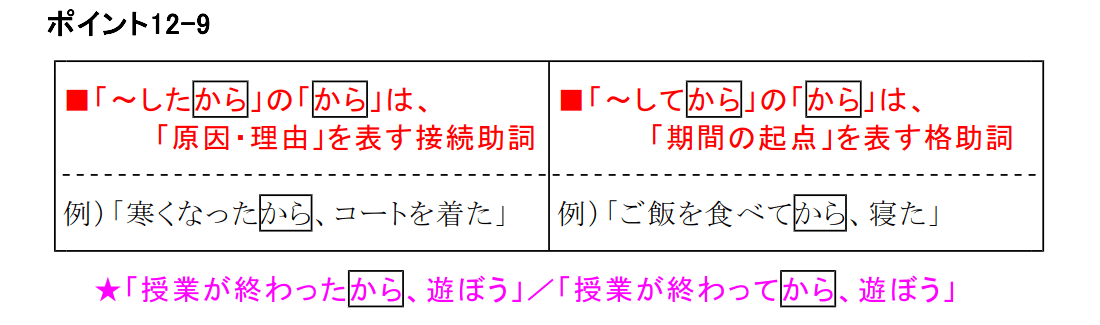 ポイント12-9
■「～したから」の「から」は、
「原因・理由」を表す接続助詞
例)「寒くなったから、コートを着た」
■「～してから」の「から」は、
「期間の起点」を表す格助詞
例)「ご飯を食べてから、寝た」
★「授業が終わったから、遊ぼう」／「授業が終わってから、遊ぼう」